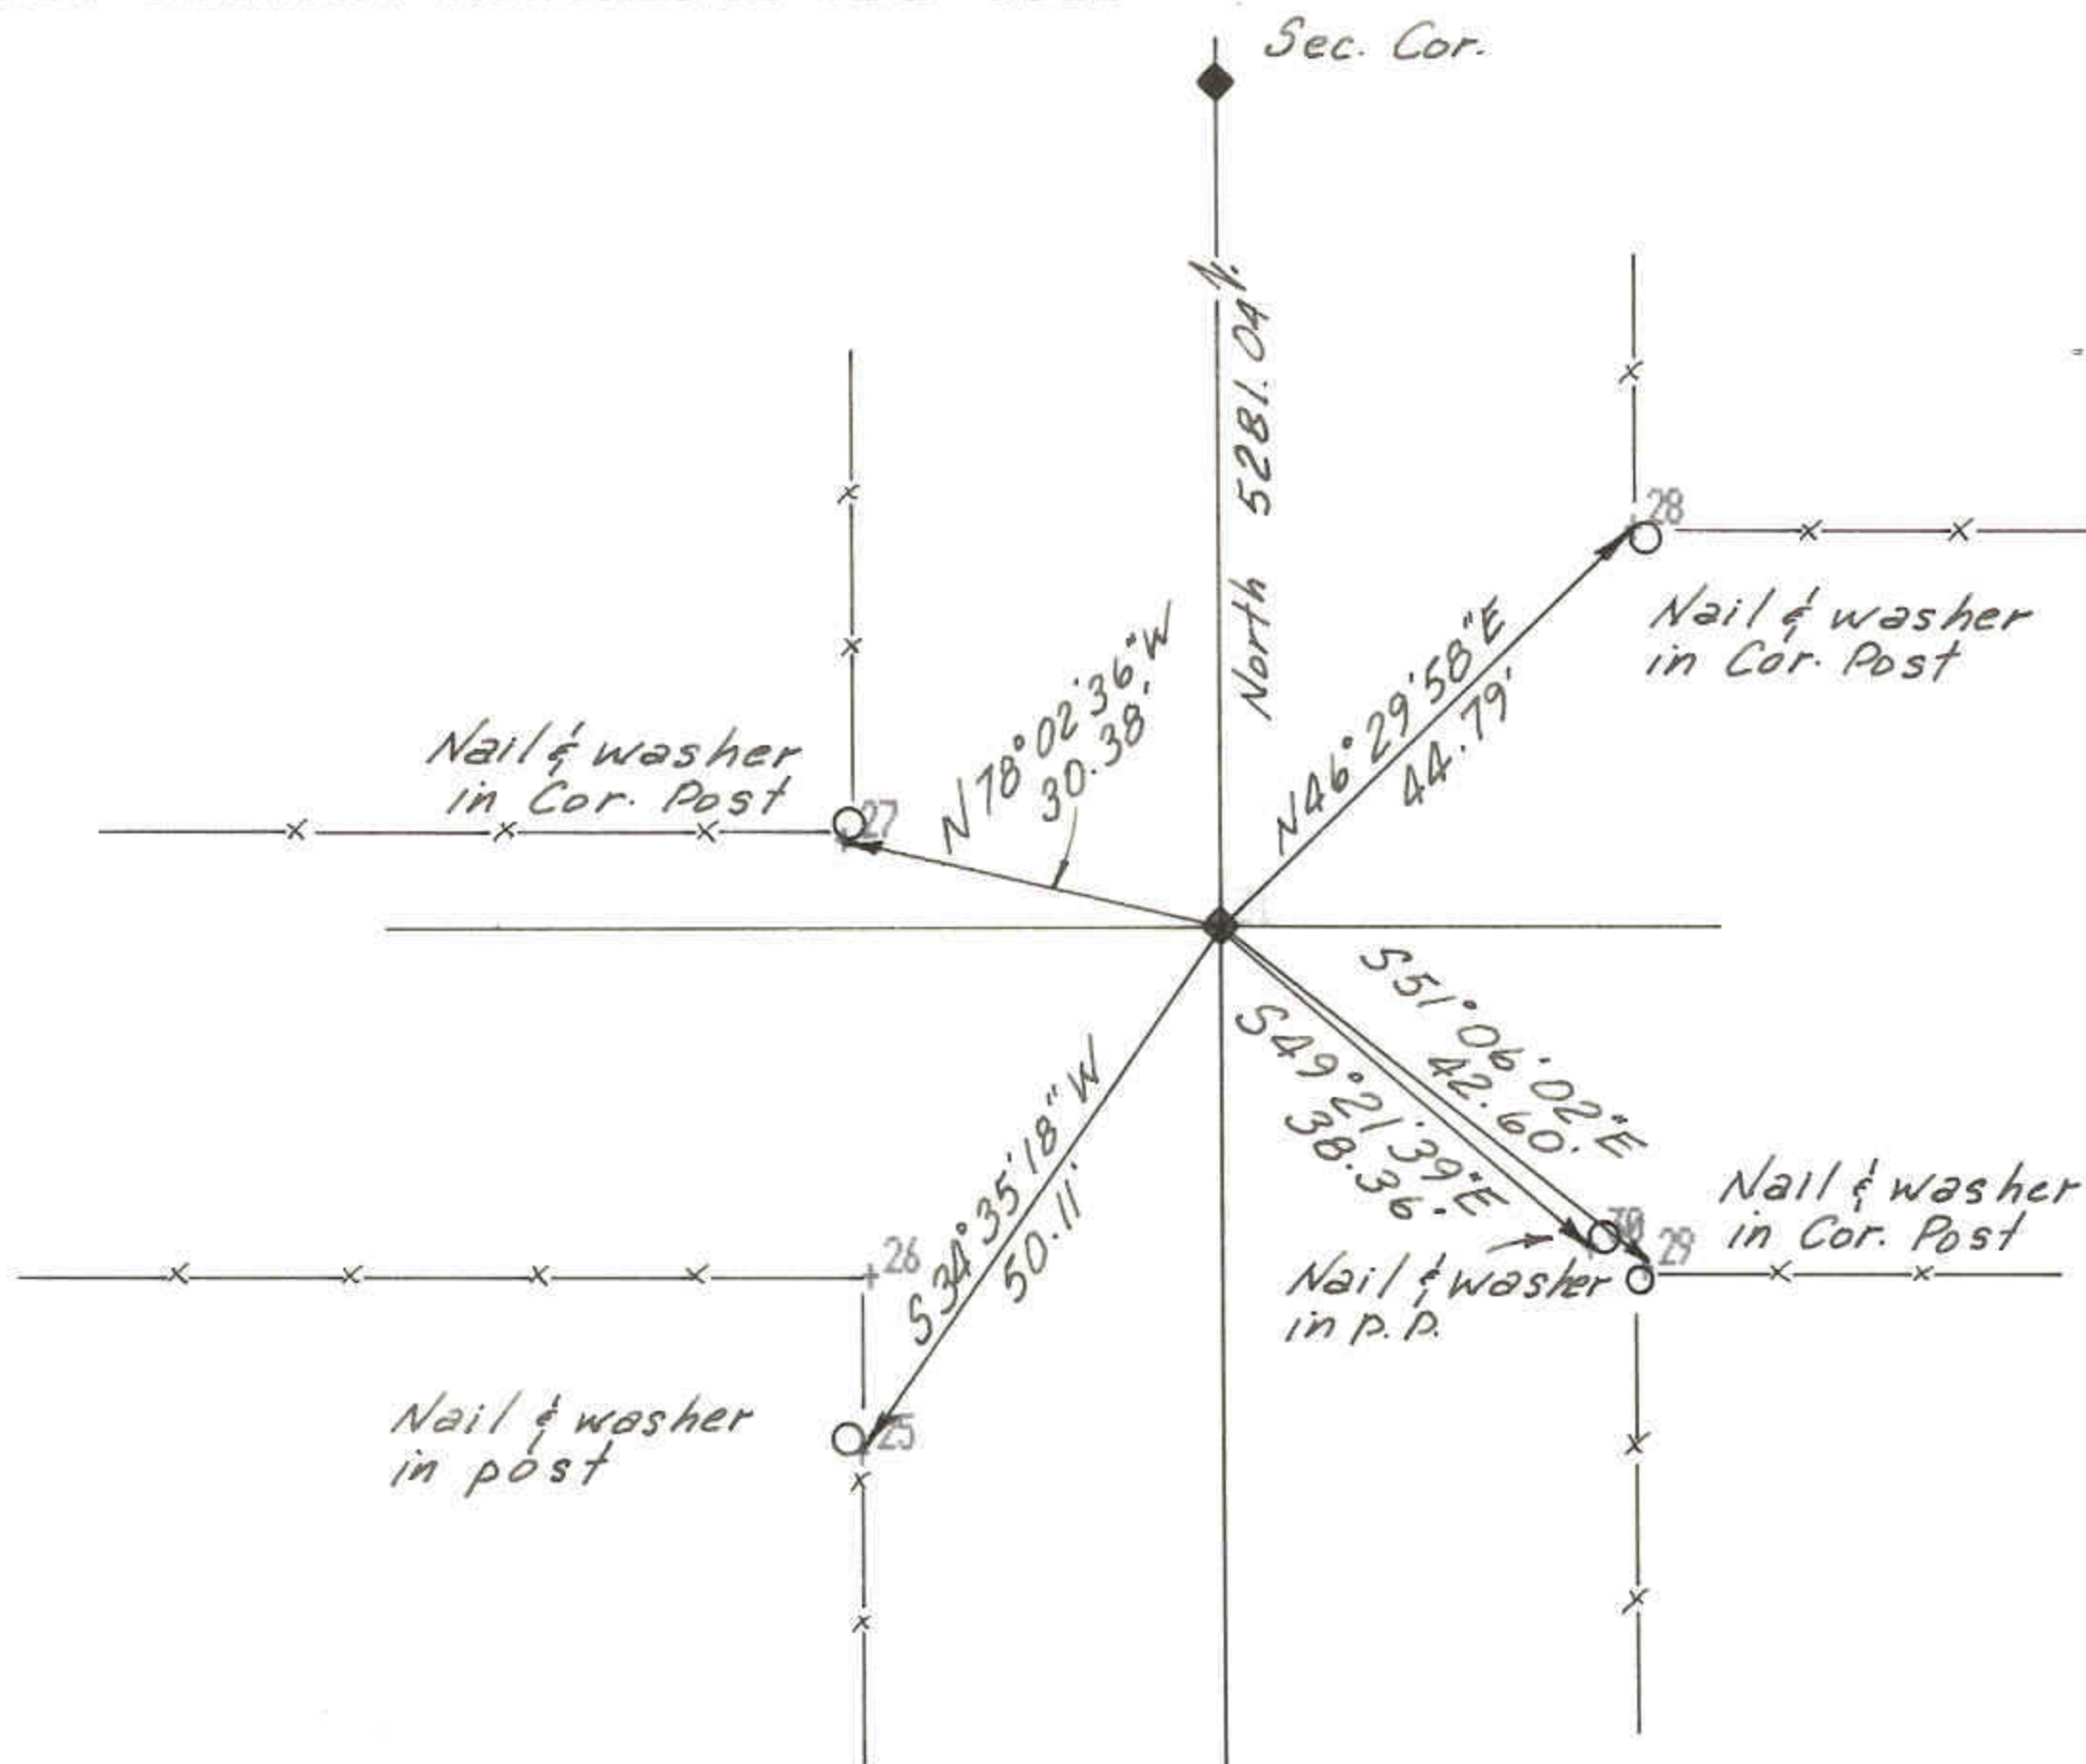 Sec. Cor.
North 5281.04'
28
Nail & washer
in Cor. Post
N46°29'58"E
44.79'
N78°02'36"W
30.38'
Nail & washer
in Cor. Post
27
S51°06'02"E
42.60'
S49°21'39"E
38.36'
S34°35'18"W
50.11'
Nail & washer
in Cor. Post
30
29
26
Nail & washer
in p.p.
Nail & washer
in post
25